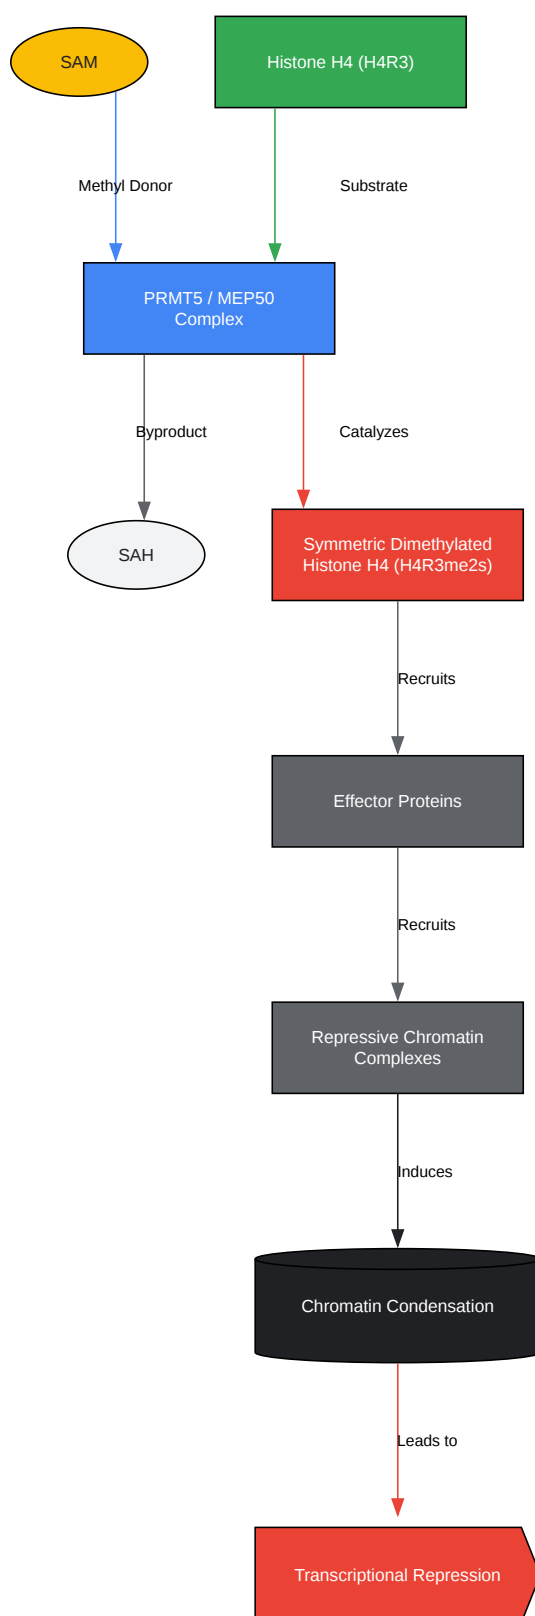 SAM
Histone H4 (H4R3)
Methyl Donor
Substrate
PRMT5 / MEP50
Complex
Byproduct
Catalyzes
SAH
Symmetric Dimethylated
Histone H4 (H4R3me2s)
Recruits
Effector Proteins
Recruits
Repressive Chromatin
Complexes
Induces
Chromatin Condensation
Leads to
Transcriptional Repression